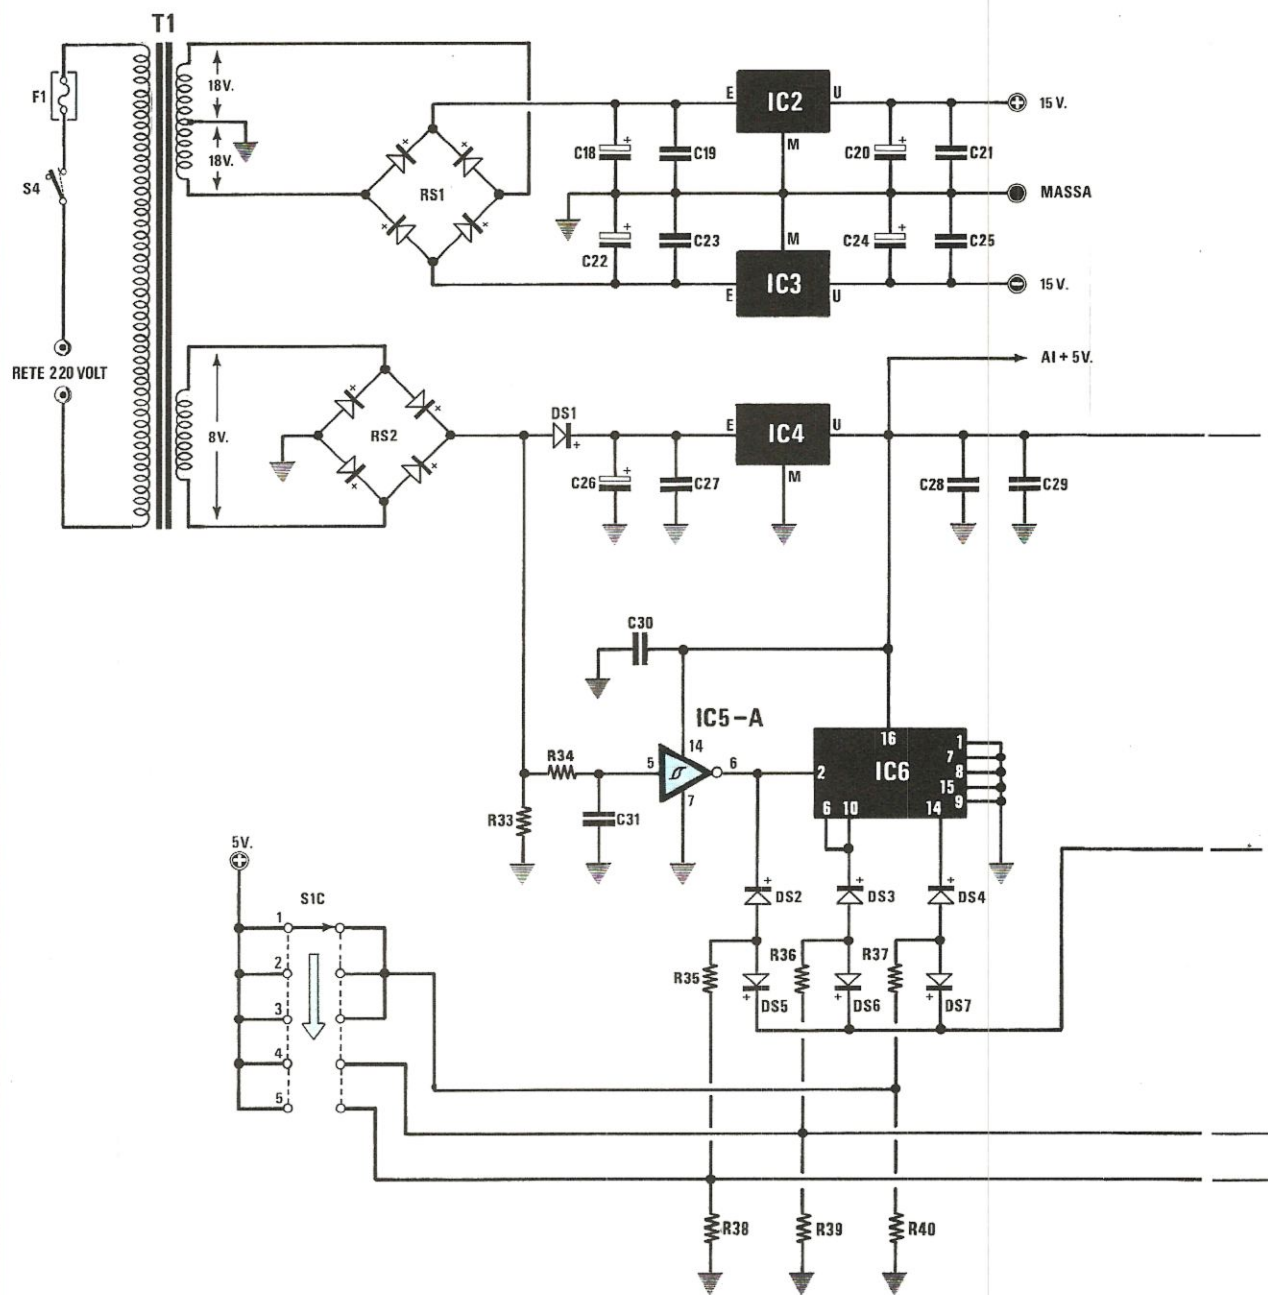 T1
F1
18V.
18V.
S4
RS1
E
IC2
U
M
15 V.
C18
+
C19
C20
+
C21
MASSA
C22
+
C23
C24
+
C25
M
E
IC3
U
15 V.
RETE 220 VOLT
8V.
RS2
DS1
+
E
IC4
U
M
AI + 5V.
C26
+
C27
C28
C29
C30
IC5-A
14
5
6
7
R34
R33
C31
16
2
IC6
1
7
8
15
9
6
10
14
5V.
S1C
1
2
3
4
5
+
DS2
+
DS3
+
DS4
R35
R36
R37
+
DS5
+
DS6
+
DS7
R38
R39
R40